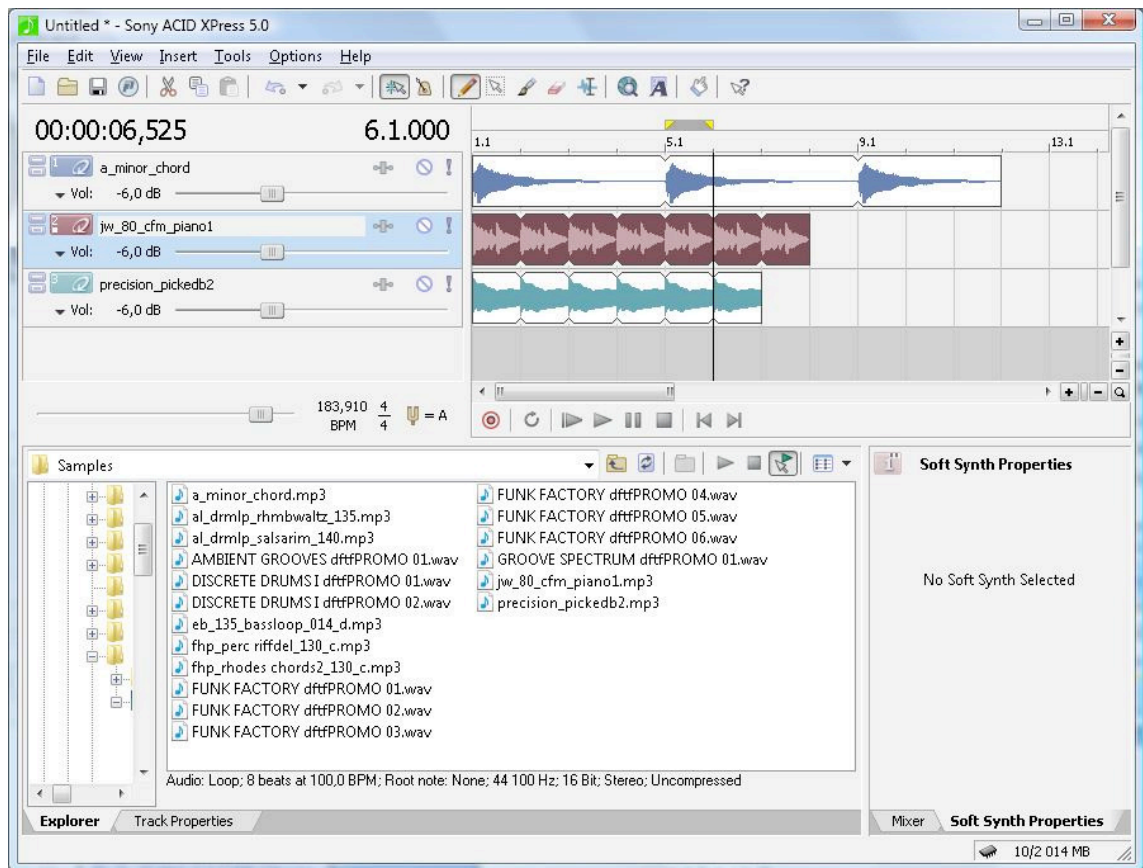 Untitled * - Sony ACID XPress 5.0
File Edit View Insert Tools Options Help
00:00:06,525 6.1.000
1.1 5.1 9.1 13.1
1 a_minor_chord
Vol: -6,0 dB
2 jw_80_cfm_piano1
Vol: -6,0 dB
3 precision_pickedb2
Vol: -6,0 dB
183,910 BPM 4/4 = A
Samples
a_minor_chord.mp3
al_drmlp_rhmbwaltz_135.mp3
al_drmlp_salsarim_140.mp3
AMBIENT GROOVES dftfPROMO 01.wav
DISCRETE DRUMS I dftfPROMO 01.wav
DISCRETE DRUMS I dftfPROMO 02.wav
eb_135_bassloop_014_d.mp3
fhp_perc riffdel_130_c.mp3
fhp_rhodes chords2_130_c.mp3
FUNK FACTORY dftfPROMO 01.wav
FUNK FACTORY dftfPROMO 02.wav
FUNK FACTORY dftfPROMO 03.wav
FUNK FACTORY dftfPROMO 04.wav
FUNK FACTORY dftfPROMO 05.wav
FUNK FACTORY dftfPROMO 06.wav
GROOVE SPECTRUM dftfPROMO 01.wav
jw_80_cfm_piano1.mp3
precision_pickedb2.mp3
Audio: Loop; 8 beats at 100,0 BPM; Root note: None; 44 100 Hz; 16 Bit; Stereo; Uncompressed
Explorer Track Properties
Soft Synth Properties
No Soft Synth Selected
Mixer Soft Synth Properties
10/2 014 MB